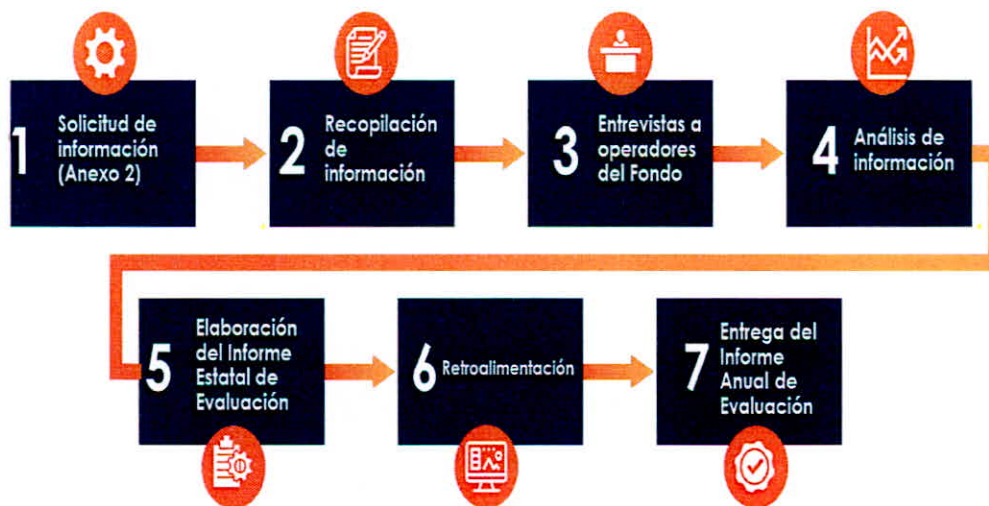 1
Solicitud de
información
(Anexo 2)
2
Recopilación
de
información
3
Entrevistas a
operadores
del Fondo
4
Análisis de
información
5
Elaboración
del Informe
Estatal de
Evaluación
6
Retroalimentación
7
Entrega del
Informe
Anual de
Evaluación